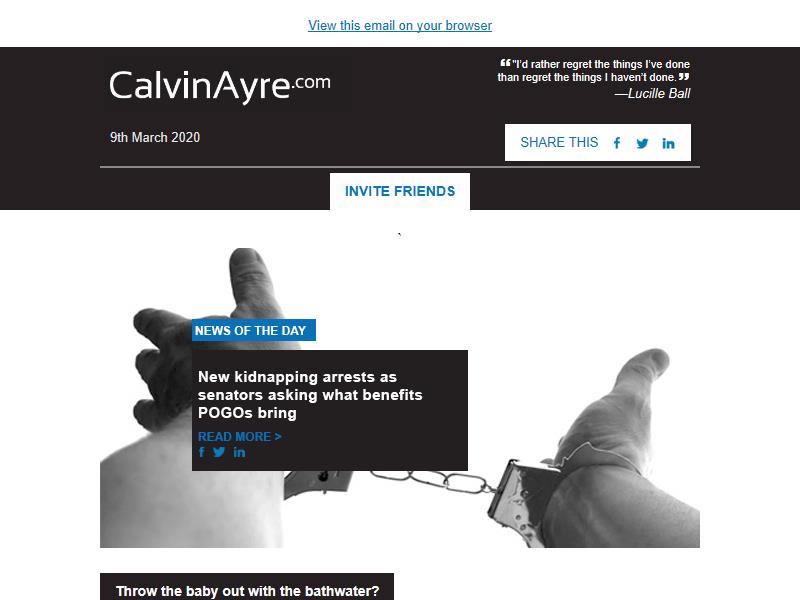 View this email on your browser
CalvinAyre.com
“"I'd rather regret the things I've done
than regret the things I haven't done.”
—Lucille Ball
9th March 2020
SHARE THIS
INVITE FRIENDS
`
NEWS OF THE DAY
New kidnapping arrests as
senators asking what benefits
POGOs bring
READ MORE >
Throw the baby out with the bathwater?